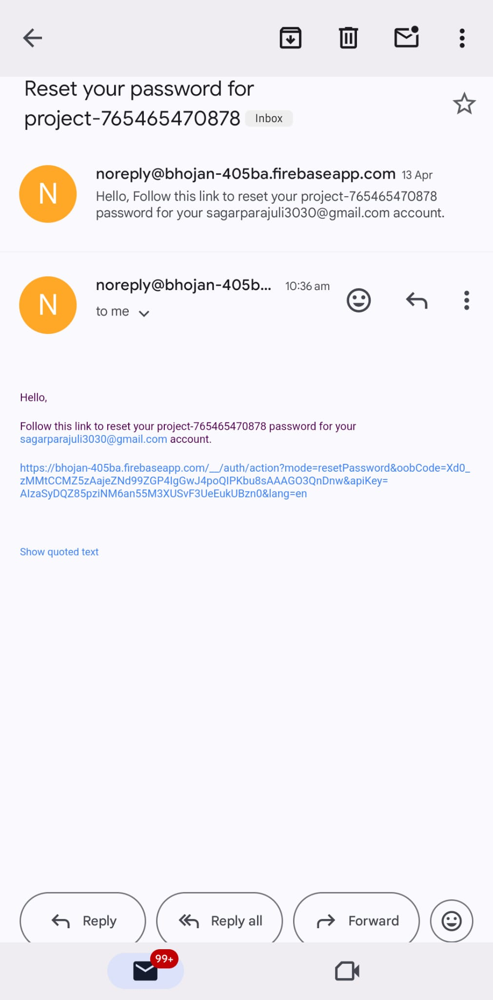 Reset your password for
project-765465470878 Inbox
N
noreply@bhojan-405ba.firebaseapp.com 13 Apr
Hello, Follow this link to reset your project-765465470878
password for your sagarparajuli3030@gmail.com account.
N
noreply@bhojan-405b... 10:36 am
to me
Hello,
Follow this link to reset your project-765465470878 password for your
sagarparajuli3030@gmail.com account.
https://bhojan-405ba.firebaseapp.com/__/auth/action?mode=resetPassword&oobCode=Xd0_
zMMtCCMZ5zAajeZNd99ZGP4IgGwJ4poQIPKbu8sAAAGO3QnDnw&apiKey=
AIzaSyDQZ85pziNM6an55M3XUSvF3UeEukUBzn0&lang=en
Show quoted text
Reply
Reply all
Forward
99+